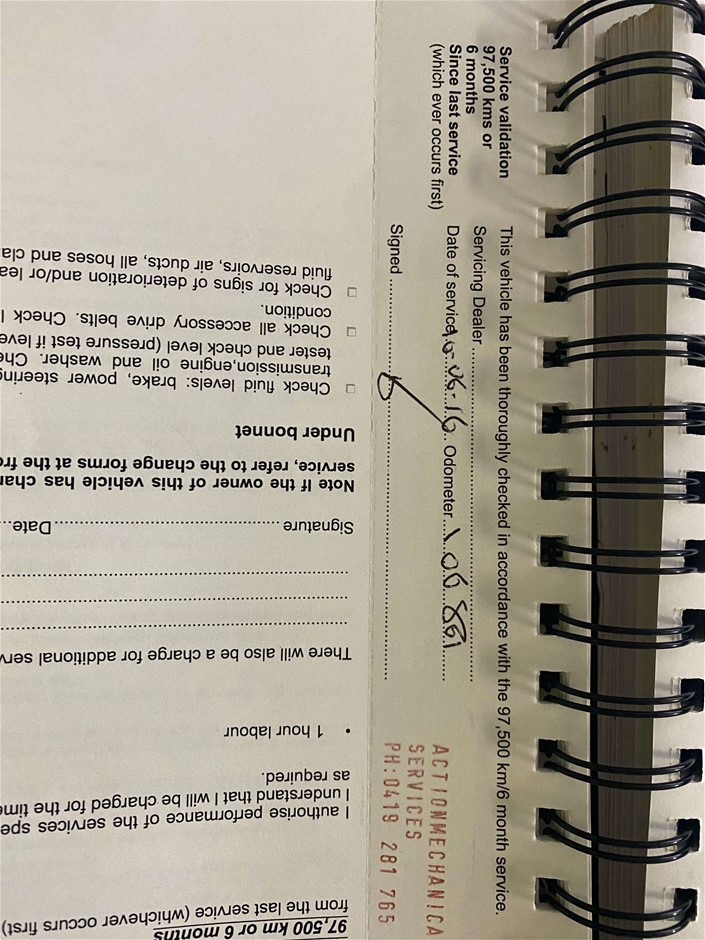 Service validation
97,500 kms or
6 months
Since last service
(which ever occurs first)
This vehicle has been thoroughly checked in accordance with the 97,500 km/6 month service.
Servicing Dealer ..........
Date of service 16-06-16 Odometer 106 861
Signed ..........
ACTIONMECHANICA
SERVICES
PH:0419 281 765
97,500 km or 6 months
from the last service (whichever occurs first)
I authorise performance of the services spe
I understand that I will be charged for the time
as required.
• 1 hour labour
There will also be a charge for additional serv
Signature .......... Date..
Note If the owner of this vehicle has chan
service, refer to the change forms at the fro
Under bonnet
□ Check fluid levels: brake, power steering
transmission,engine oil and washer. Che
tester and check level (pressure test if leve
□ Check all accessory drive belts. Check
condition.
□ Check for signs of deterioration and/or lea
fluid reservoirs, air ducts, all hoses and cla